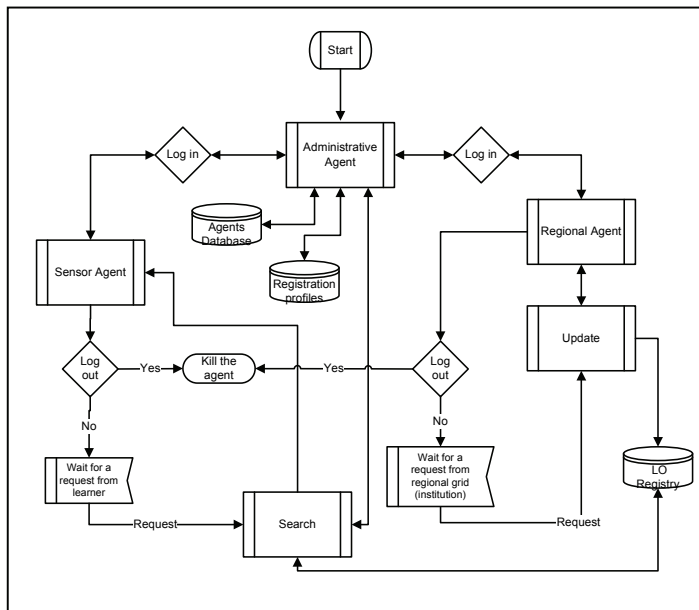 Start
Administrative
Agent
Log in
Log in
Agents
Database
Registration
profiles
Sensor Agent
Regional Agent
Update
Log
out
Yes
Kill the
agent
Yes
Log
out
No
No
Wait for a
request from
learner
Wait for a
request from
regional grid
(institution)
LO
Registry
Request
Search
Request